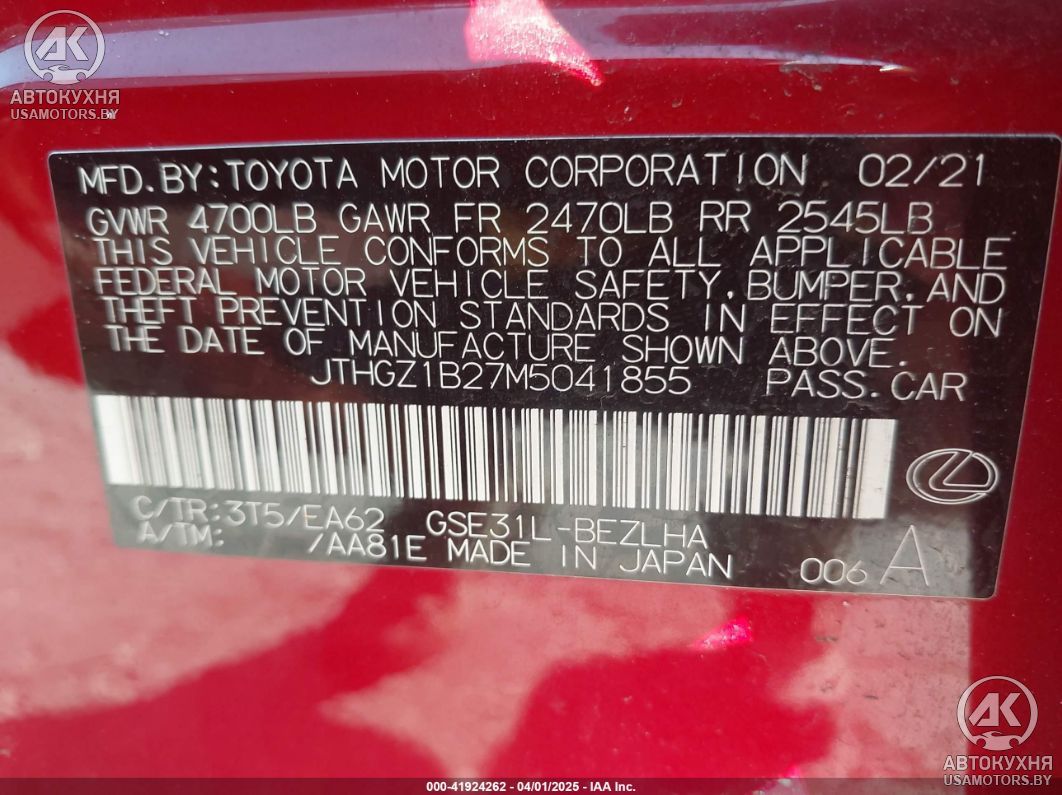 AK
АВТОКУХНЯ
USAMOTORS.BY
MFD.BY:TOYOTA MOTOR CORPORATION 02/21
GVWR 4700LB GAWR FR 2470LB RR 2545LB
THIS VEHICLE CONFORMS TO ALL APPLICABLE
FEDERAL MOTOR VEHICLE SAFETY,BUMPER,AND
THEFT PREVENTION STANDARDS IN EFFECT ON
THE DATE OF MANUFACTURE SHOWN ABOVE.
JTHGZ1B27M5041855 PASS.CAR
C/TR:3T5/EA62 GSE31L-BEZLHA
A/TM: /AA81E MADE IN JAPAN 006 A
AK
АВТОКУХНЯ
USAMOTORS.BY
000-41924262 - 04/01/2025 - IAA Inc.